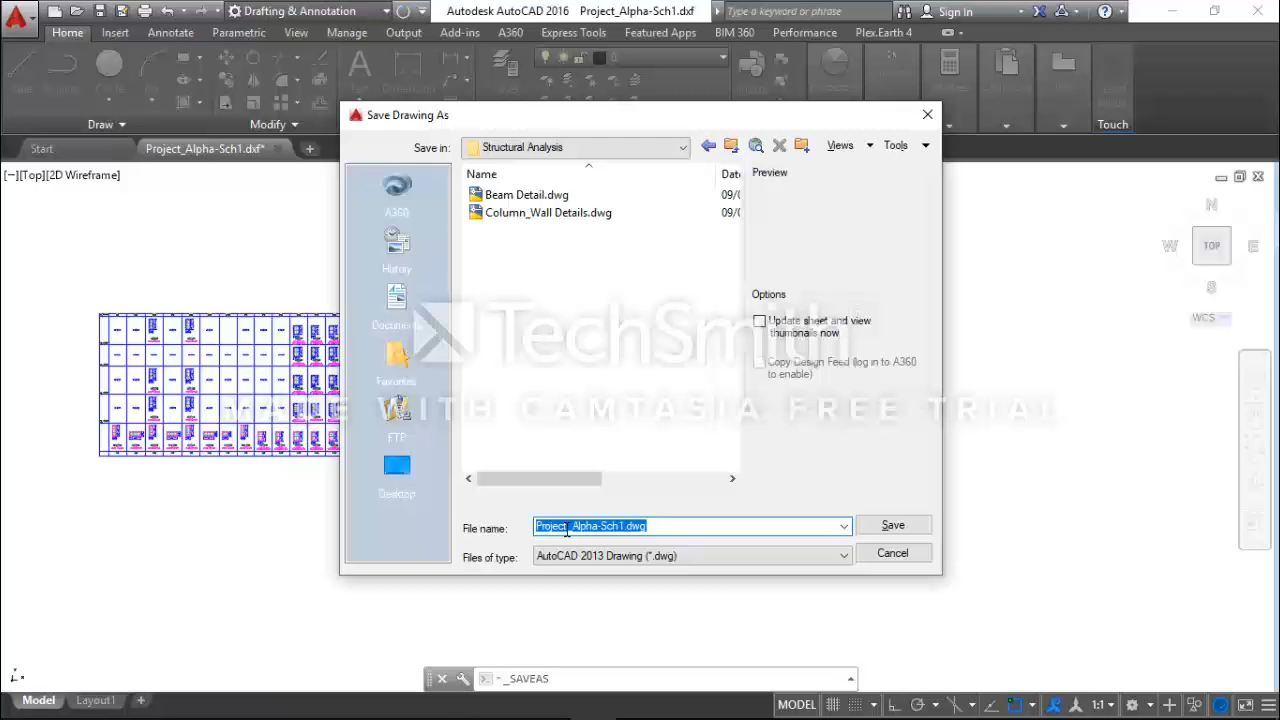 Drafting & Annotation
Autodesk AutoCAD 2016 Project_Alpha-Sch1.dxf
Type a keyword or phrase
Sign In
Home Insert Annotate Parametric View Manage Output Add-ins A360 Express Tools Featured Apps BIM 360 Performance Plex.Earth 4
Draw
Modify
Touch
Start
Project_Alpha-Sch1.dxf*
[−][Top][2D Wireframe]
Save Drawing As
Save in:
Structural Analysis
Views
Tools
Name
Preview
Beam Detail.dwg
09/0
Column_Wall Details.dwg
09/0
A360
History
Favorites
FTP
Desktop
Options
Update sheet and view
thumbnails now
Copy Design Feed (log in to A360
to enable)
File name:
Project_Alpha-Sch1.dwg
Save
Files of type:
AutoCAD 2013 Drawing (*.dwg)
Cancel
N
W
TOP
E
S
WCS
TechSmith
MADE WITH CAMTASIA FREE TRIAL
_SAVEAS
Model
Layout1
MODEL
1:1